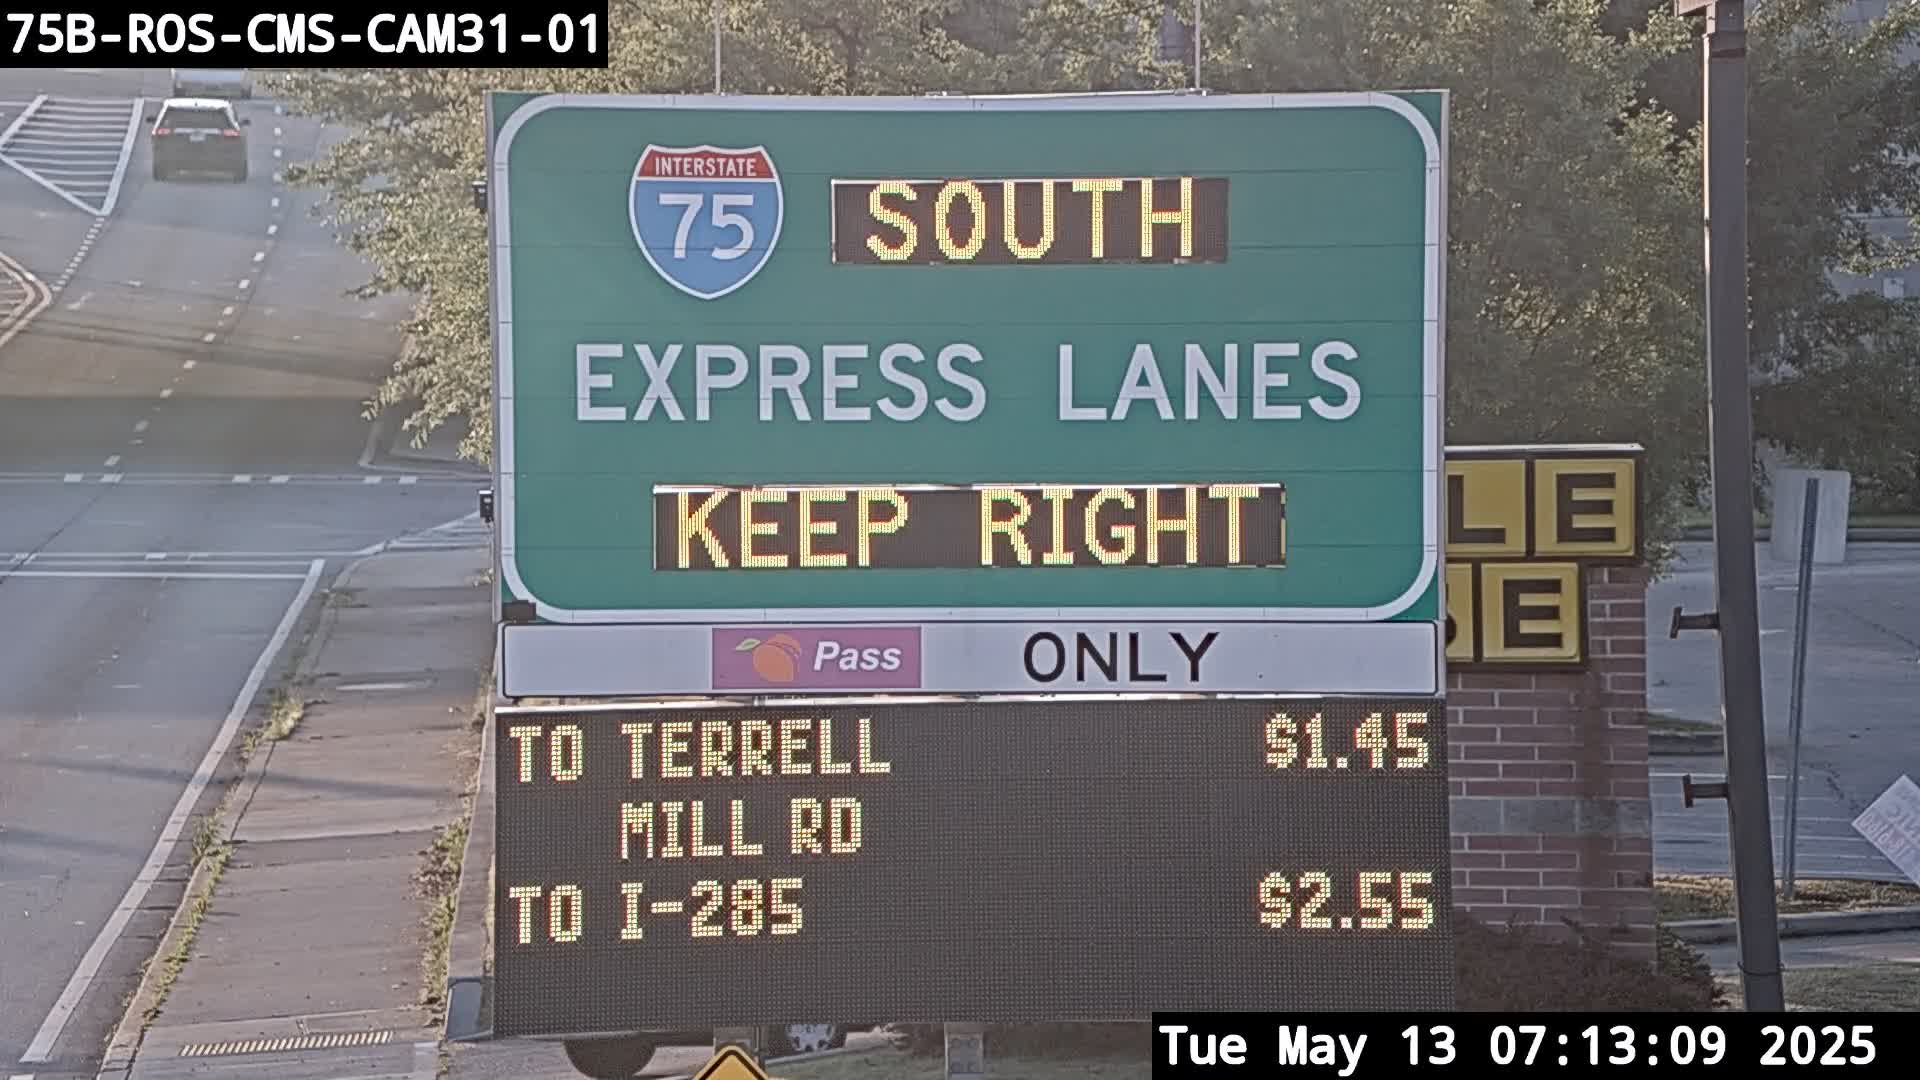 75B-ROS-CMS-CAM31-01
INTERSTATE
75
SOUTH
EXPRESS LANES
KEEP RIGHT
Pass ONLY
TO TERRELL $1.45
MILL RD
TO I-285 $2.55
LE
E
Tue May 13 07:13:09 2025